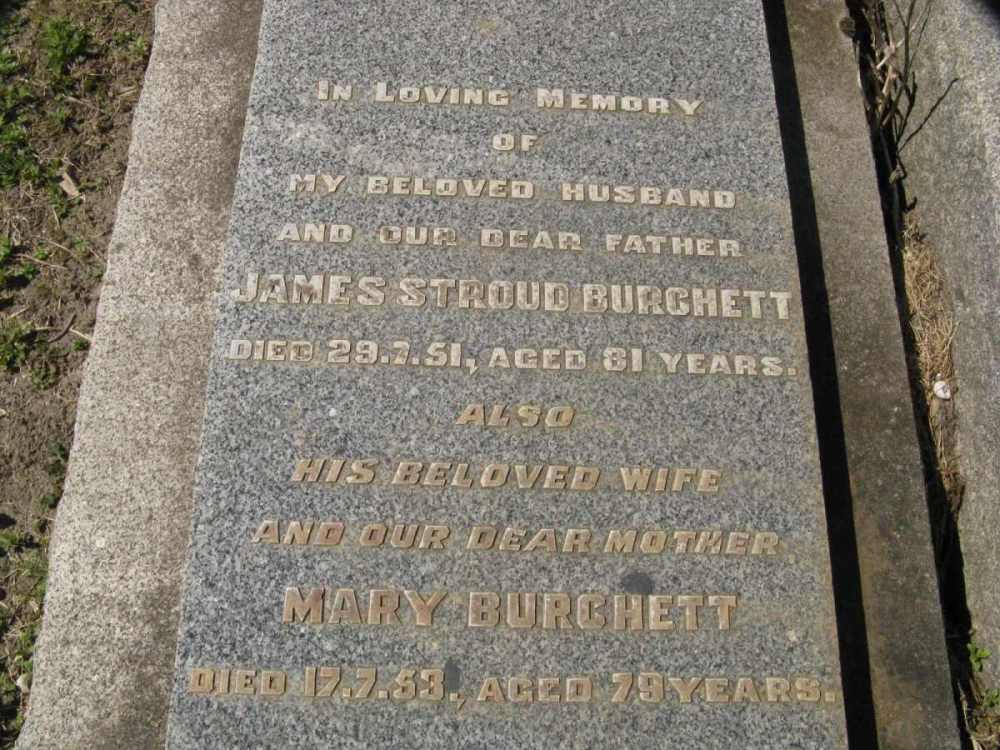 IN LOVING MEMORY
OF
MY BELOVED HUSBAND
AND OUR DEAR FATHER
JAMES STROUD BURCHETT
DIED 29.7.51, AGED 81 YEARS.
ALSO
HIS BELOVED WIFE
AND OUR DEAR MOTHER
MARY BURCHETT
DIED 17.7.53., AGED 79 YEARS.